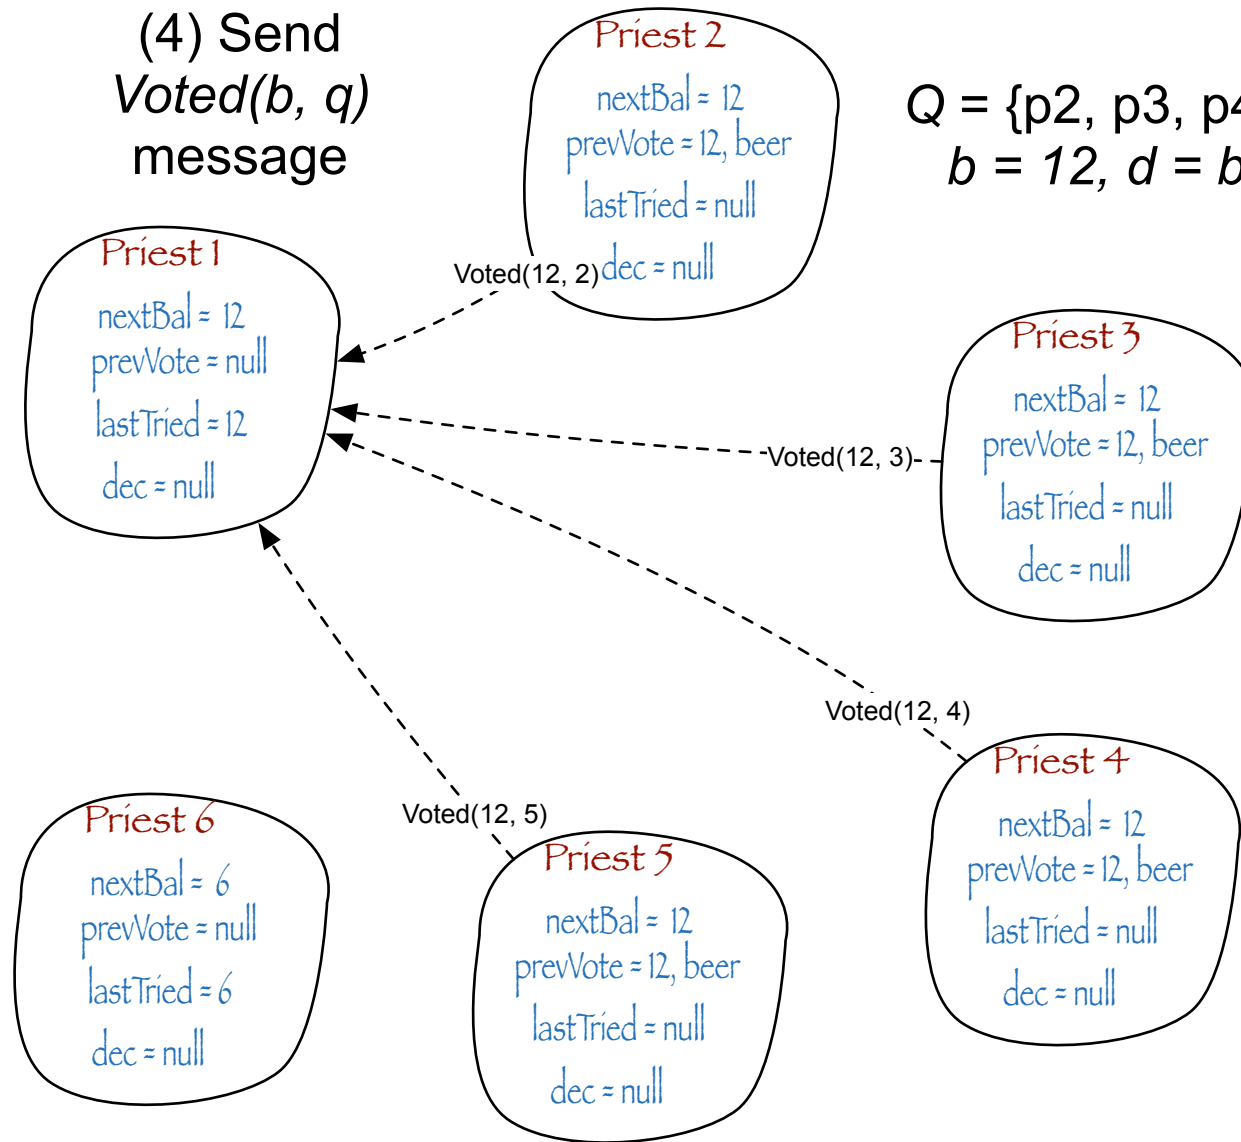 (4) Send
Voted(b, q)
message
Q = {p2, p3, p4
b = 12, d = b
Priest 2
nextBal = 12
prevVote = 12, beer
lastTried = null
dec = null
Voted(12, 2)
Priest 1
nextBal = 12
prevVote = null
lastTried = 12
dec = null
Priest 3
nextBal = 12
prevVote = 12, beer
lastTried = null
dec = null
Voted(12, 3)
Voted(12, 4)
Priest 4
nextBal = 12
prevVote = 12, beer
lastTried = null
dec = null
Voted(12, 5)
Priest 5
nextBal = 12
prevVote = 12, beer
lastTried = null
dec = null
Priest 6
nextBal = 6
prevVote = null
lastTried = 6
dec = null